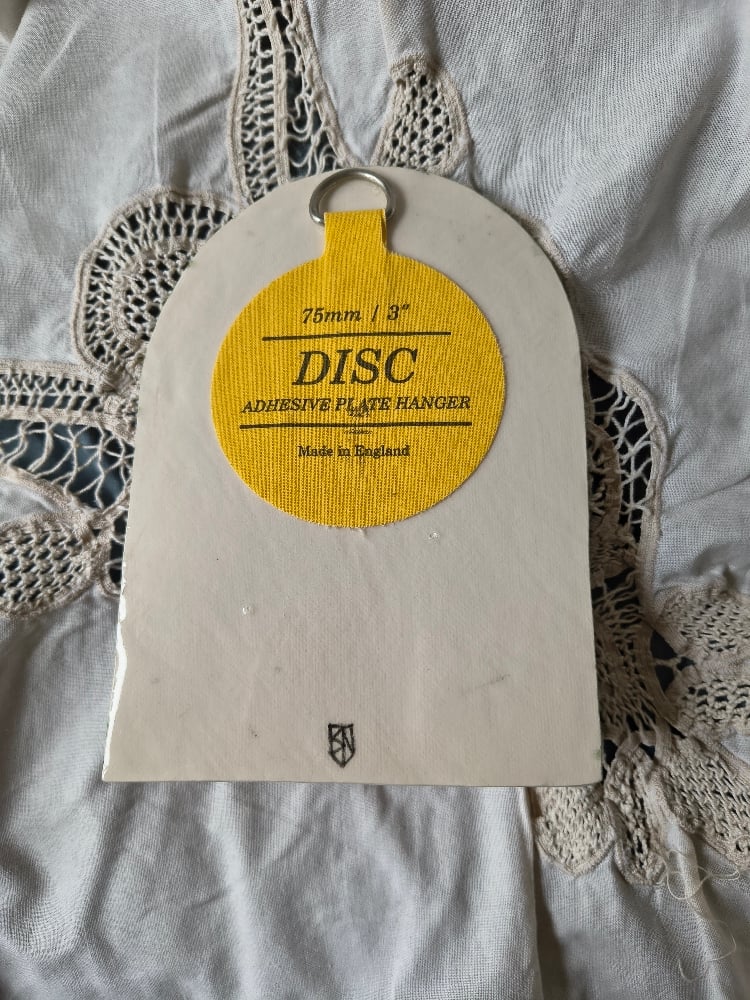 75mm / 3"
DISC
ADHESIVE PLATE HANGER
Made in England